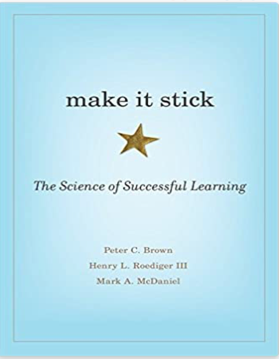 make it stick
The Science of Successful Learning
Peter C. Brown
Henry L. Roediger III
Mark A. McDaniel